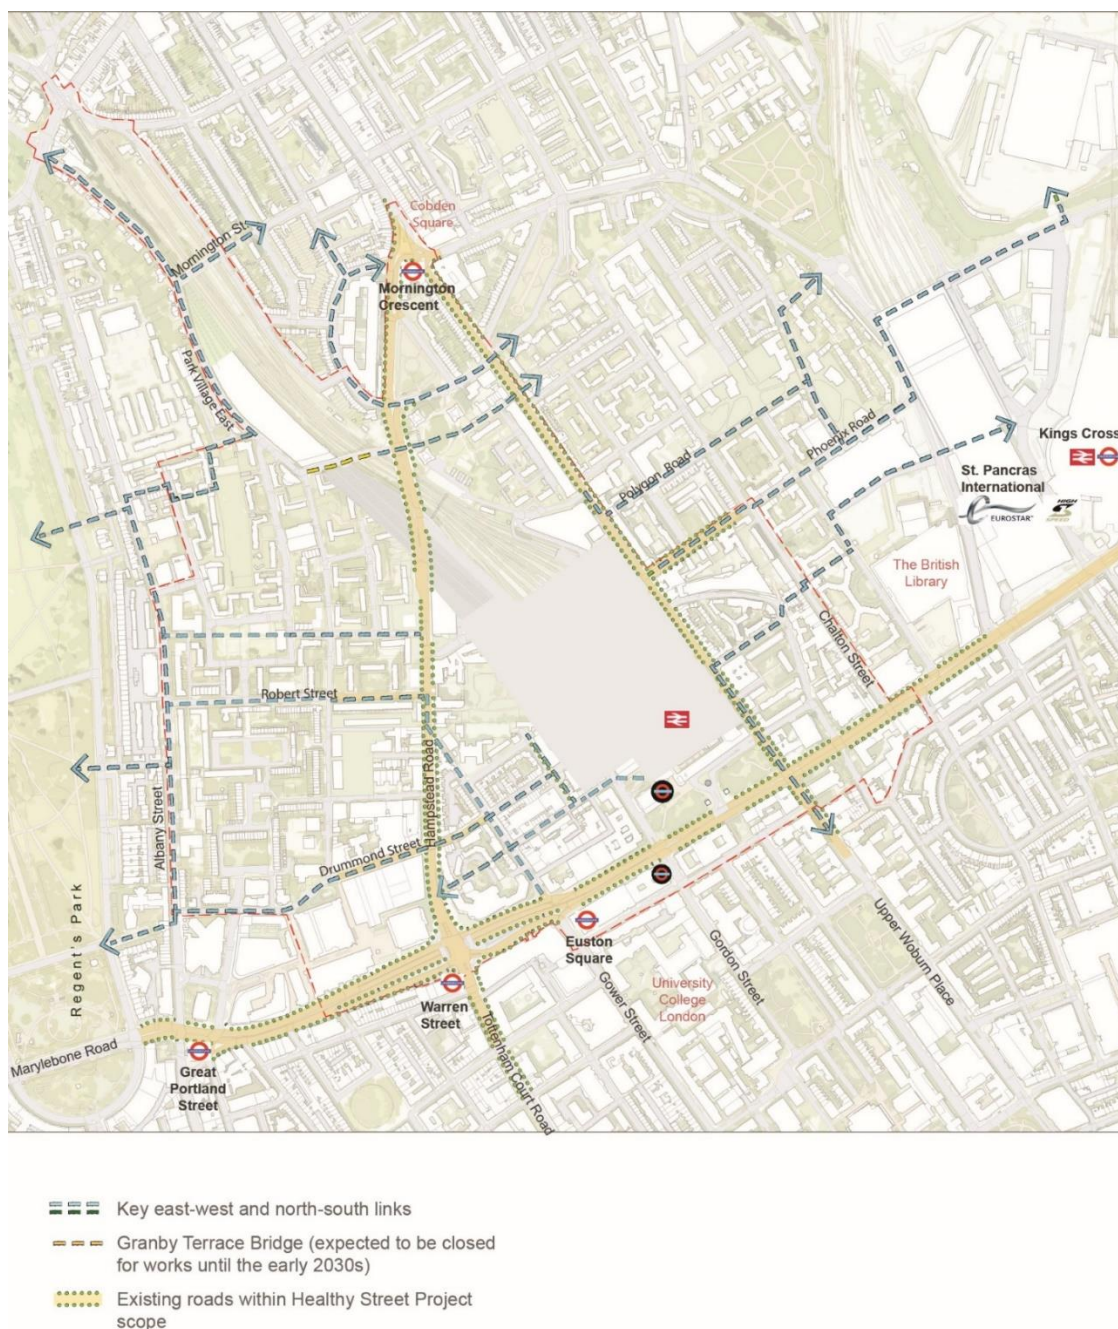 Cobden
Square
Mornington St
Mornington
Crescent
Park Village East
Polygon Road
Phoenix Road
Kings Cross
St. Pancras
International
EUROSTAR
HIGH
SPEED
The British
Library
Chalton Street
Robert Street
Hampstead Road
Albany Street
Drummond Street
Regent's Park
Euston
Square
Warren
Street
Gower Street
University
College
London
Gordon Street
Upper Woburn Place
Tottenham Court Road
Marylebone Road
Great
Portland
Street
Key east-west and north-south links
Granby Terrace Bridge (expected to be closed
for works until the early 2030s)
Existing roads within Healthy Street Project
scope